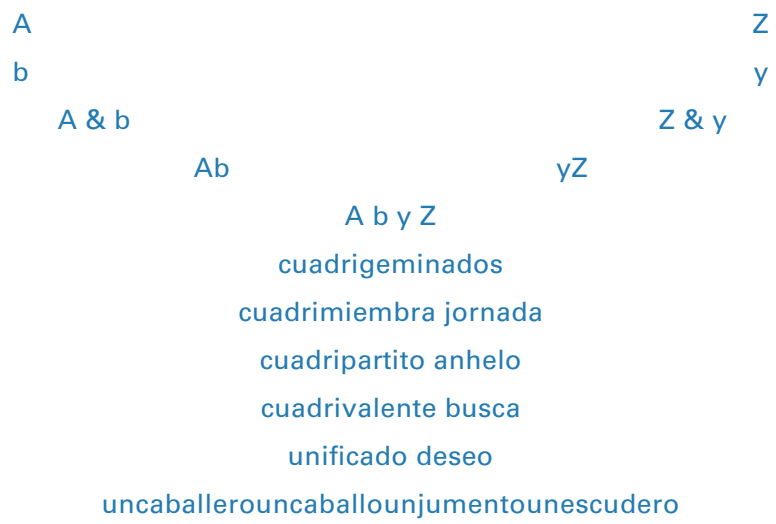 A Z
b y
A & b Z & y
Ab yZ
A b y Z
cuadrigeminados
cuadrimiembra jornada
cuadripartito anhelo
cuadrivalente busca
unificado deseo
uncaballerouncaballounjumentounescudero